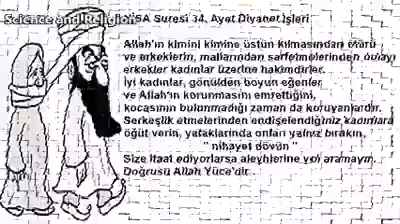 Science and Religion
SA Suresi 34. Ayet Diyanet işleri
Allah'ın kimini kimine üstün kılmasından ötürü
ve erkeklerin, mallarından sarfetmelerinden dolayı
erkekler kadınlar üzerine hakimdirler.
İyi kadınlar, gönülden boyun eğenler
ve Allah'ın korunmasını emrettiğini,
kocasının bulunmadığı zaman da koruyanlardır.
Serkeşlik etmelerinden endişelendiğiniz kadınlara
öğüt verin, yataklarında onları yalnız bırakın,
" nihayet dövün "
Size itaat ediyorlarsa aleyhlerine yol aramayın.
Doğrusu Allah Yüce'dir